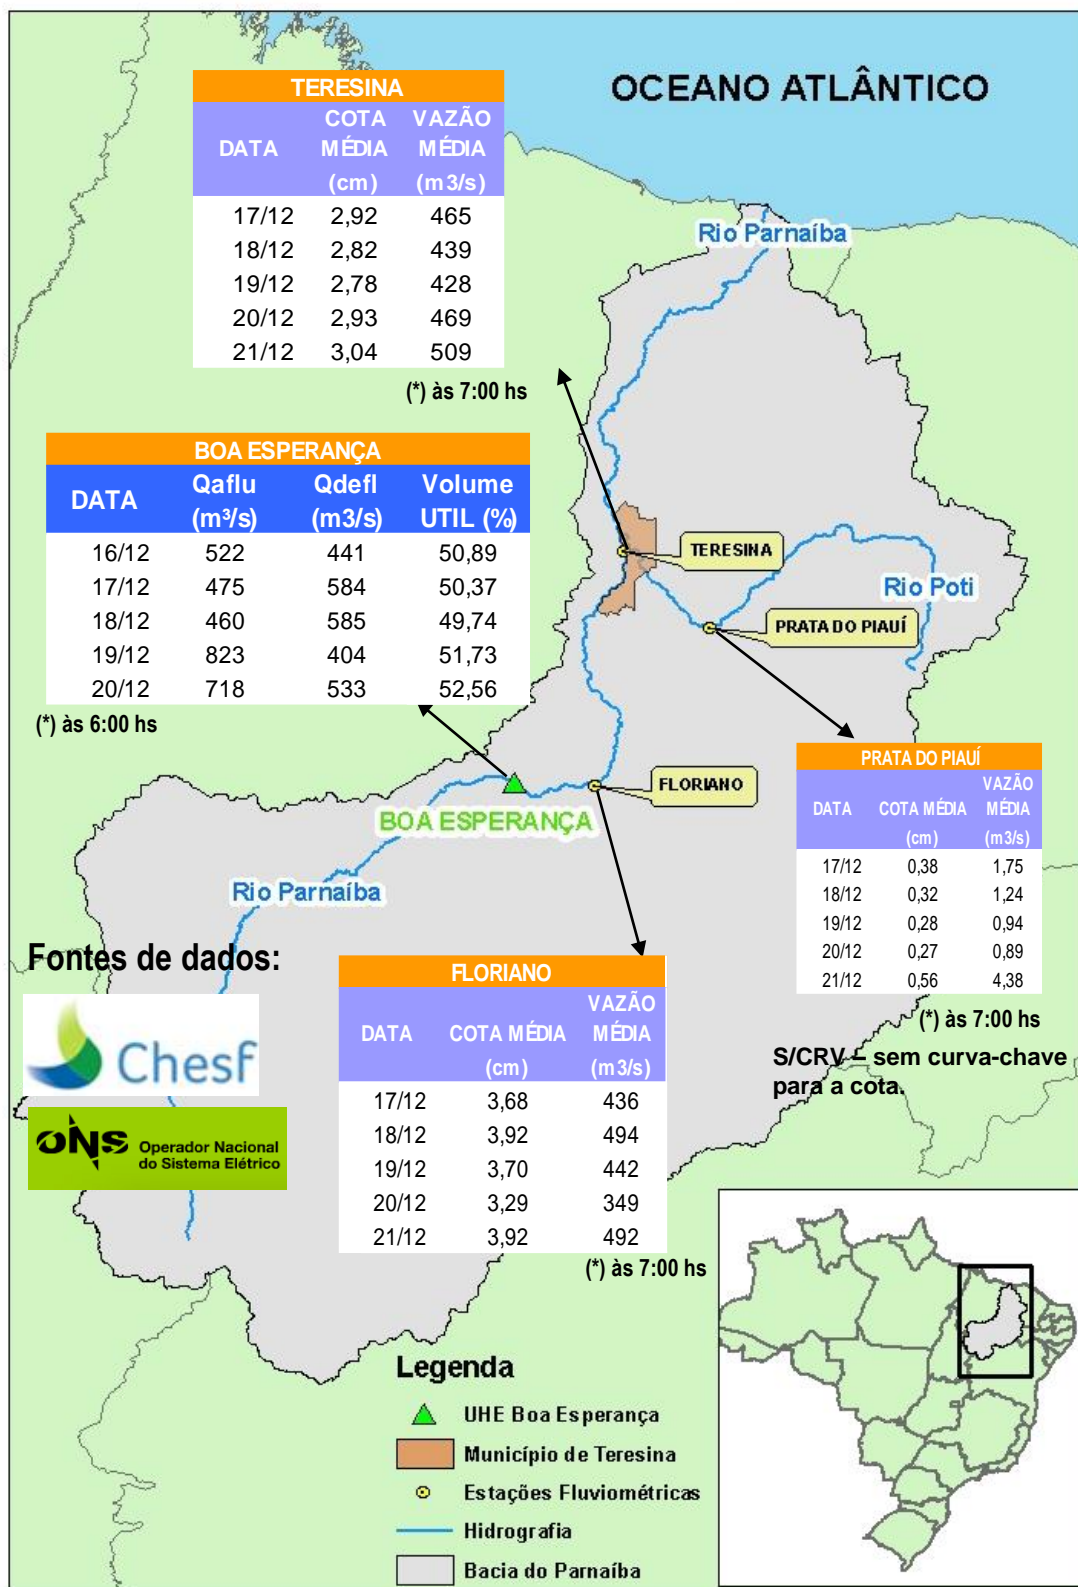 OCEANO ATLÂNTICO
TERESINA
DATA COTA MÉDIA (cm) VAZÃO MÉDIA (m3/s)
17/12 2,92 465
18/12 2,82 439
19/12 2,78 428
20/12 2,93 469
21/12 3,04 509
(*) às 7:00 hs
Rio Parnaíba
BOA ESPERANÇA
DATA Qaflu (m³/s) Qdefl (m3/s) Volume UTIL (%)
16/12 522 441 50,89
17/12 475 584 50,37
18/12 460 585 49,74
19/12 823 404 51,73
20/12 718 533 52,56
(*) às 6:00 hs
TERESINA
Rio Poti
PRATA DO PIAUÍ
FLORIANO
BOA ESPERANÇA
Rio Parnaíba
PRATA DO PIAUÍ
DATA COTA MÉDIA (cm) VAZÃO MÉDIA (m3/s)
17/12 0,38 1,75
18/12 0,32 1,24
19/12 0,28 0,94
20/12 0,27 0,89
21/12 0,56 4,38
(*) às 7:00 hs
S/CRV – sem curva-chave
para a cota.
Fontes de dados:
Chesf
ONS Operador Nacional
do Sistema Elétrico
FLORIANO
DATA COTA MÉDIA (cm) VAZÃO MÉDIA (m3/s)
17/12 3,68 436
18/12 3,92 494
19/12 3,70 442
20/12 3,29 349
21/12 3,92 492
(*) às 7:00 hs
Legenda
UHE Boa Esperança
Município de Teresina
Estações Fluviométricas
Hidrografia
Bacia do Parnaíba